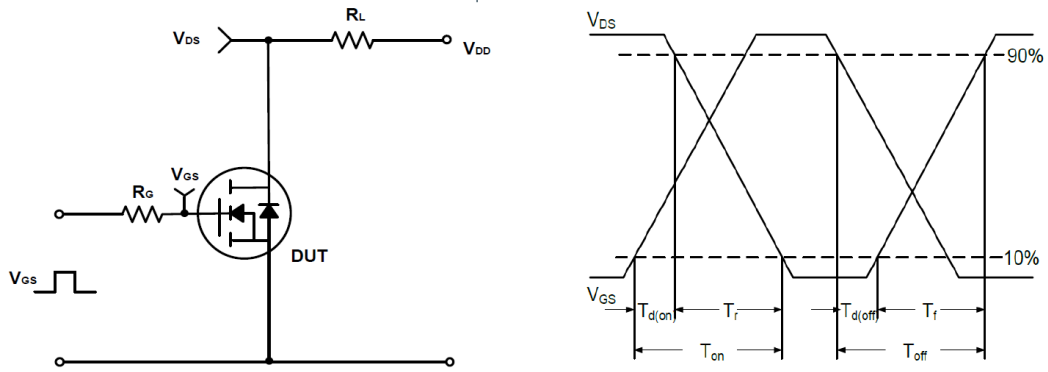 RL
VDS
VDD
VGS
RG
DUT
VGS
VDS
90%
10%
VGS
Td(on)
Tr
Td(off)
Tf
Ton
Toff